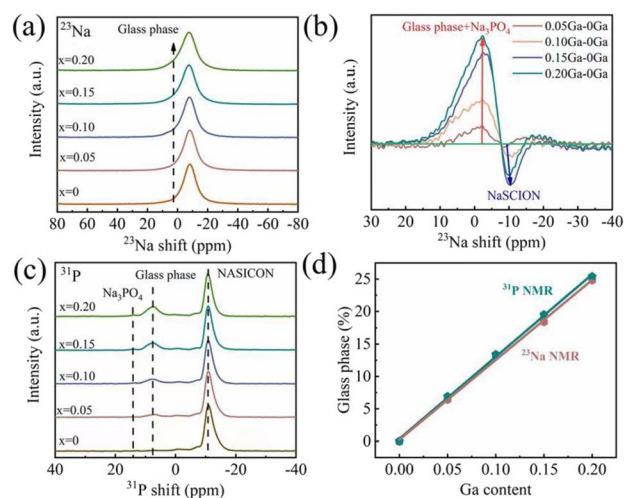 (a)
²³Na
Glass phase
x=0.20
x=0.15
x=0.10
x=0.05
x=0
Intensity (a.u.)
80 60 40 20 0 -20 -40 -60 -80
²³Na shift (ppm)
(b)
Glass phase+Na₃PO₄
0.05Ga-0Ga
0.10Ga-0Ga
0.15Ga-0Ga
0.20Ga-0Ga
NaSCION
Intensity (a.u.)
30 20 10 0 -10 -20 -30 -40
²³Na shift (ppm)
(c)
³¹P
Na₃PO₄
Glass phase
NASICON
x=0.20
x=0.15
x=0.10
x=0.05
x=0
Intensity (a.u.)
40 20 0 -20 -40
³¹P shift (ppm)
(d)
³¹P NMR
²³Na NMR
Glass phase (%)
25
20
15
10
5
0
0.00 0.05 0.10 0.15 0.20
Ga content